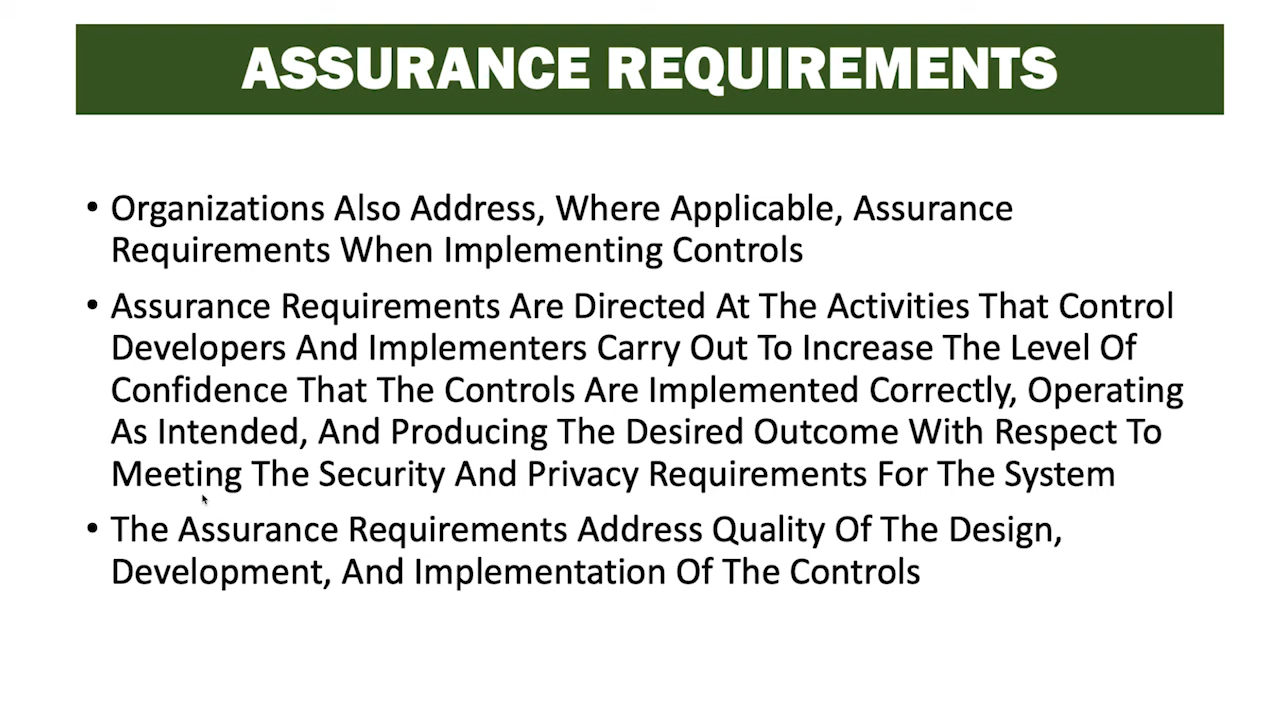 ASSURANCE REQUIREMENTS
• Organizations Also Address, Where Applicable, Assurance
Requirements When Implementing Controls
• Assurance Requirements Are Directed At The Activities That Control
Developers And Implementers Carry Out To Increase The Level Of
Confidence That The Controls Are Implemented Correctly, Operating
As Intended, And Producing The Desired Outcome With Respect To
Meeting The Security And Privacy Requirements For The System
• The Assurance Requirements Address Quality Of The Design,
Development, And Implementation Of The Controls